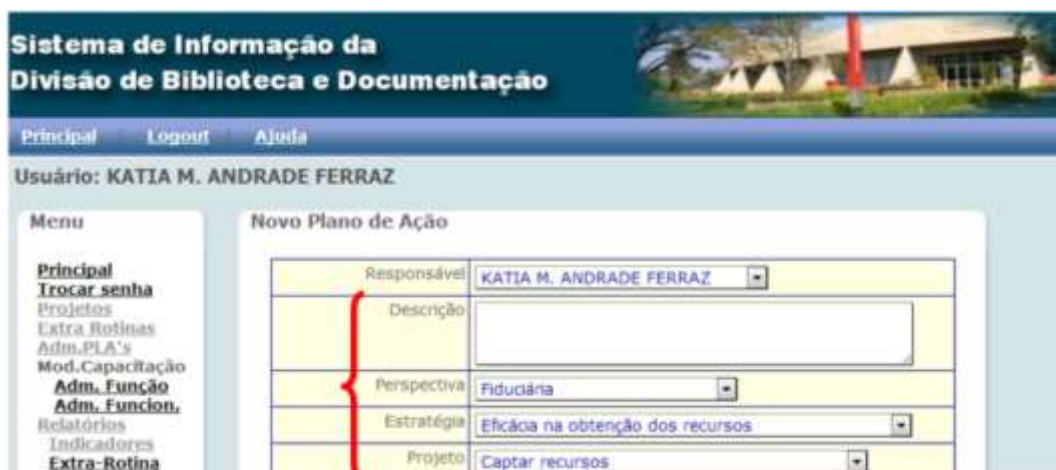 Sistema de Informação da
Divisão de Biblioteca e Documentação
Principal Logout Ajuda
Usuário: KATIA M. ANDRADE FERRAZ
Menu
Principal
Trocar senha
Projetos
Extra Rotinas
Adm.PLA's
Mod.Capacitação
Adm. Função
Adm. Funcion.
Relatórios
Indicadores
Extra-Rotina
Novo Plano de Ação
Responsável KATIA M. ANDRADE FERRAZ
Descrição
Perspectiva Fiduciária
Estratégia Eficácia na obtenção dos recursos
Projeto Captar recursos